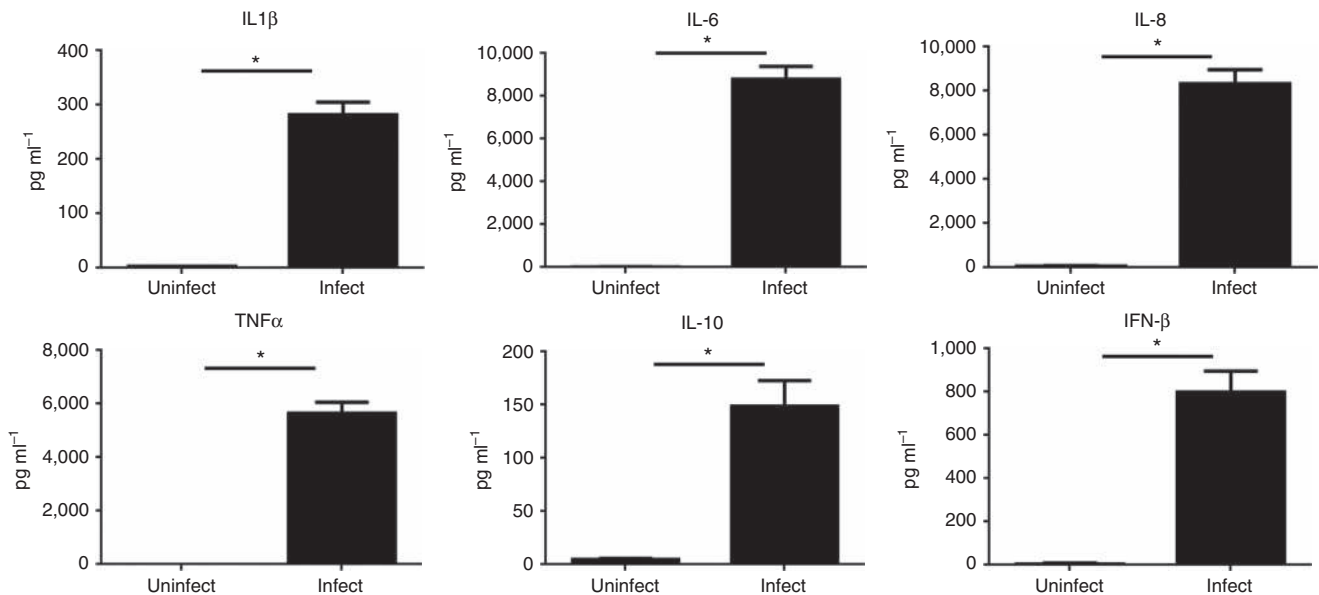 IL1β
400
300
200
100
0
pg ml⁻¹
*
Uninfect Infect
IL-6
10,000
8,000
6,000
4,000
2,000
0
pg ml⁻¹
*
Uninfect Infect
IL-8
10,000
8,000
6,000
4,000
2,000
0
pg ml⁻¹
*
Uninfect Infect
TNFα
8,000
6,000
4,000
2,000
0
pg ml⁻¹
*
Uninfect Infect
IL-10
200
150
100
50
0
pg ml⁻¹
*
Uninfect Infect
IFN-β
1,000
800
600
400
200
0
pg ml⁻¹
*
Uninfect Infect